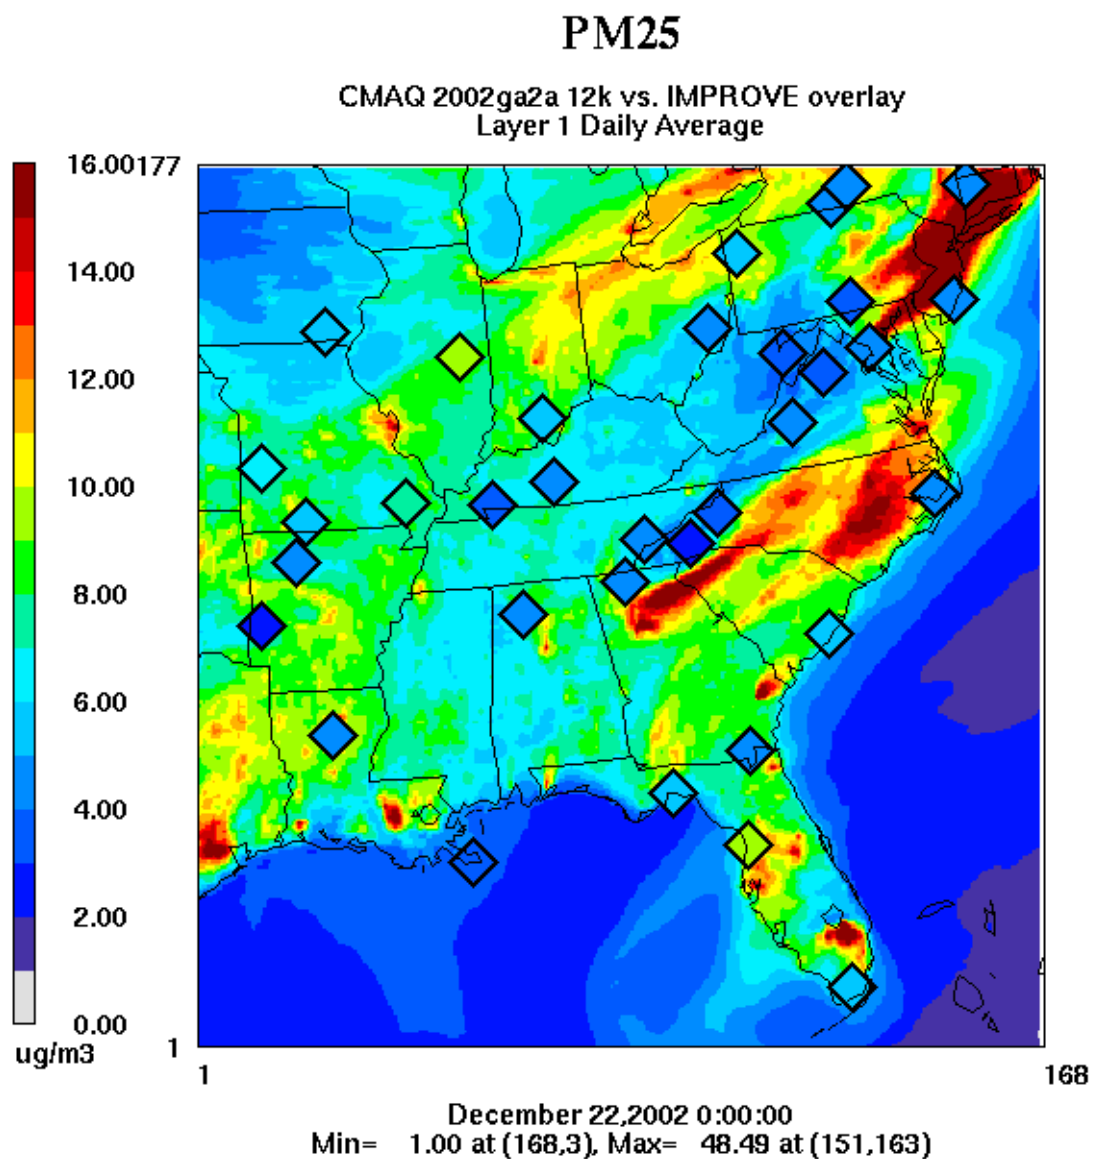 PM25
CMAQ 2002ga2a 12k vs. IMPROVE overlay
Layer 1 Daily Average
16.00
177
14.00
12.00
10.00
8.00
6.00
4.00
2.00
0.00
ug/m3
1
1
168
December 22,2002 0:00:00
Min= 1.00 at (168,3), Max= 48.49 at (151,163)